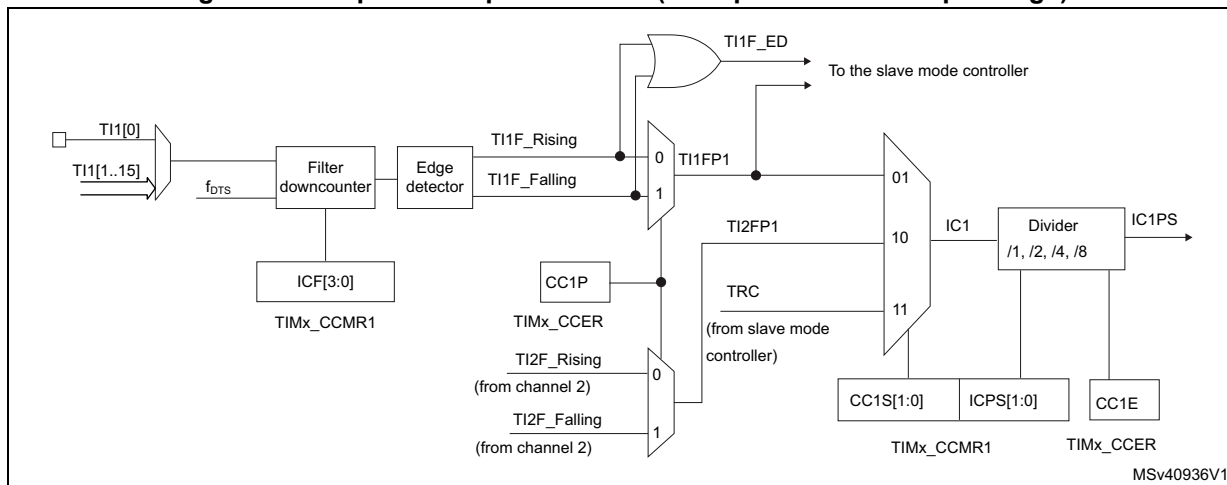 TI1F_ED
To the slave mode controller
TI1[0]
TI1[1..15]
fDTS
Filter
downcounter
Edge
detector
TI1F_Rising
TI1F_Falling
0
1
TI1FP1
01
TI2FP1
10
IC1
Divider
/1, /2, /4, /8
IC1PS
ICF[3:0]
TIMx_CCMR1
CC1P
TIMx_CCER
TRC
11
(from slave mode
controller)
TI2F_Rising
(from channel 2)
0
TI2F_Falling
(from channel 2)
1
CC1S[1:0]
ICPS[1:0]
CC1E
TIMx_CCMR1
TIMx_CCER
MSv40936V1